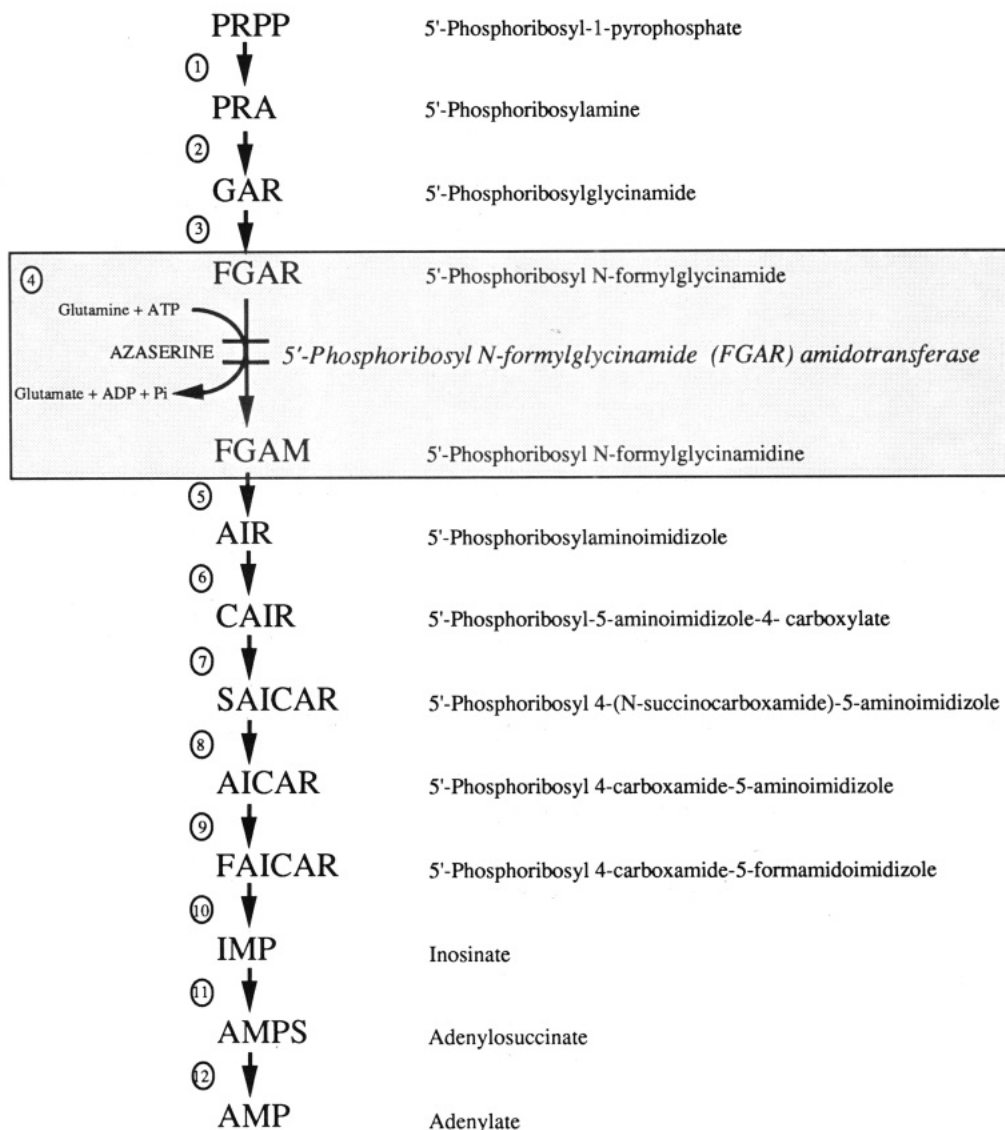 PRPP 5'-Phosphoribosyl-1-pyrophosphate
1
PRA 5'-Phosphoribosylamine
2
GAR 5'-Phosphoribosylglycinamide
3
4 FGAR 5'-Phosphoribosyl N-formylglycinamide
Glutamine + ATP
AZASERINE 5'-Phosphoribosyl N-formylglycinamide (FGAR) amidotransferase
Glutamate + ADP + Pi
FGAM 5'-Phosphoribosyl N-formylglycinamidine
5
AIR 5'-Phosphoribosylaminoimidizole
6
CAIR 5'-Phosphoribosyl-5-aminoimidizole-4- carboxylate
7
SAICAR 5'-Phosphoribosyl 4-(N-succinocarboxamide)-5-aminoimidizole
8
AICAR 5'-Phosphoribosyl 4-carboxamide-5-aminoimidizole
9
FAICAR 5'-Phosphoribosyl 4-carboxamide-5-formamidoimidizole
10
IMP Inosinate
11
AMPS Adenylosuccinate
12
AMP Adenylate